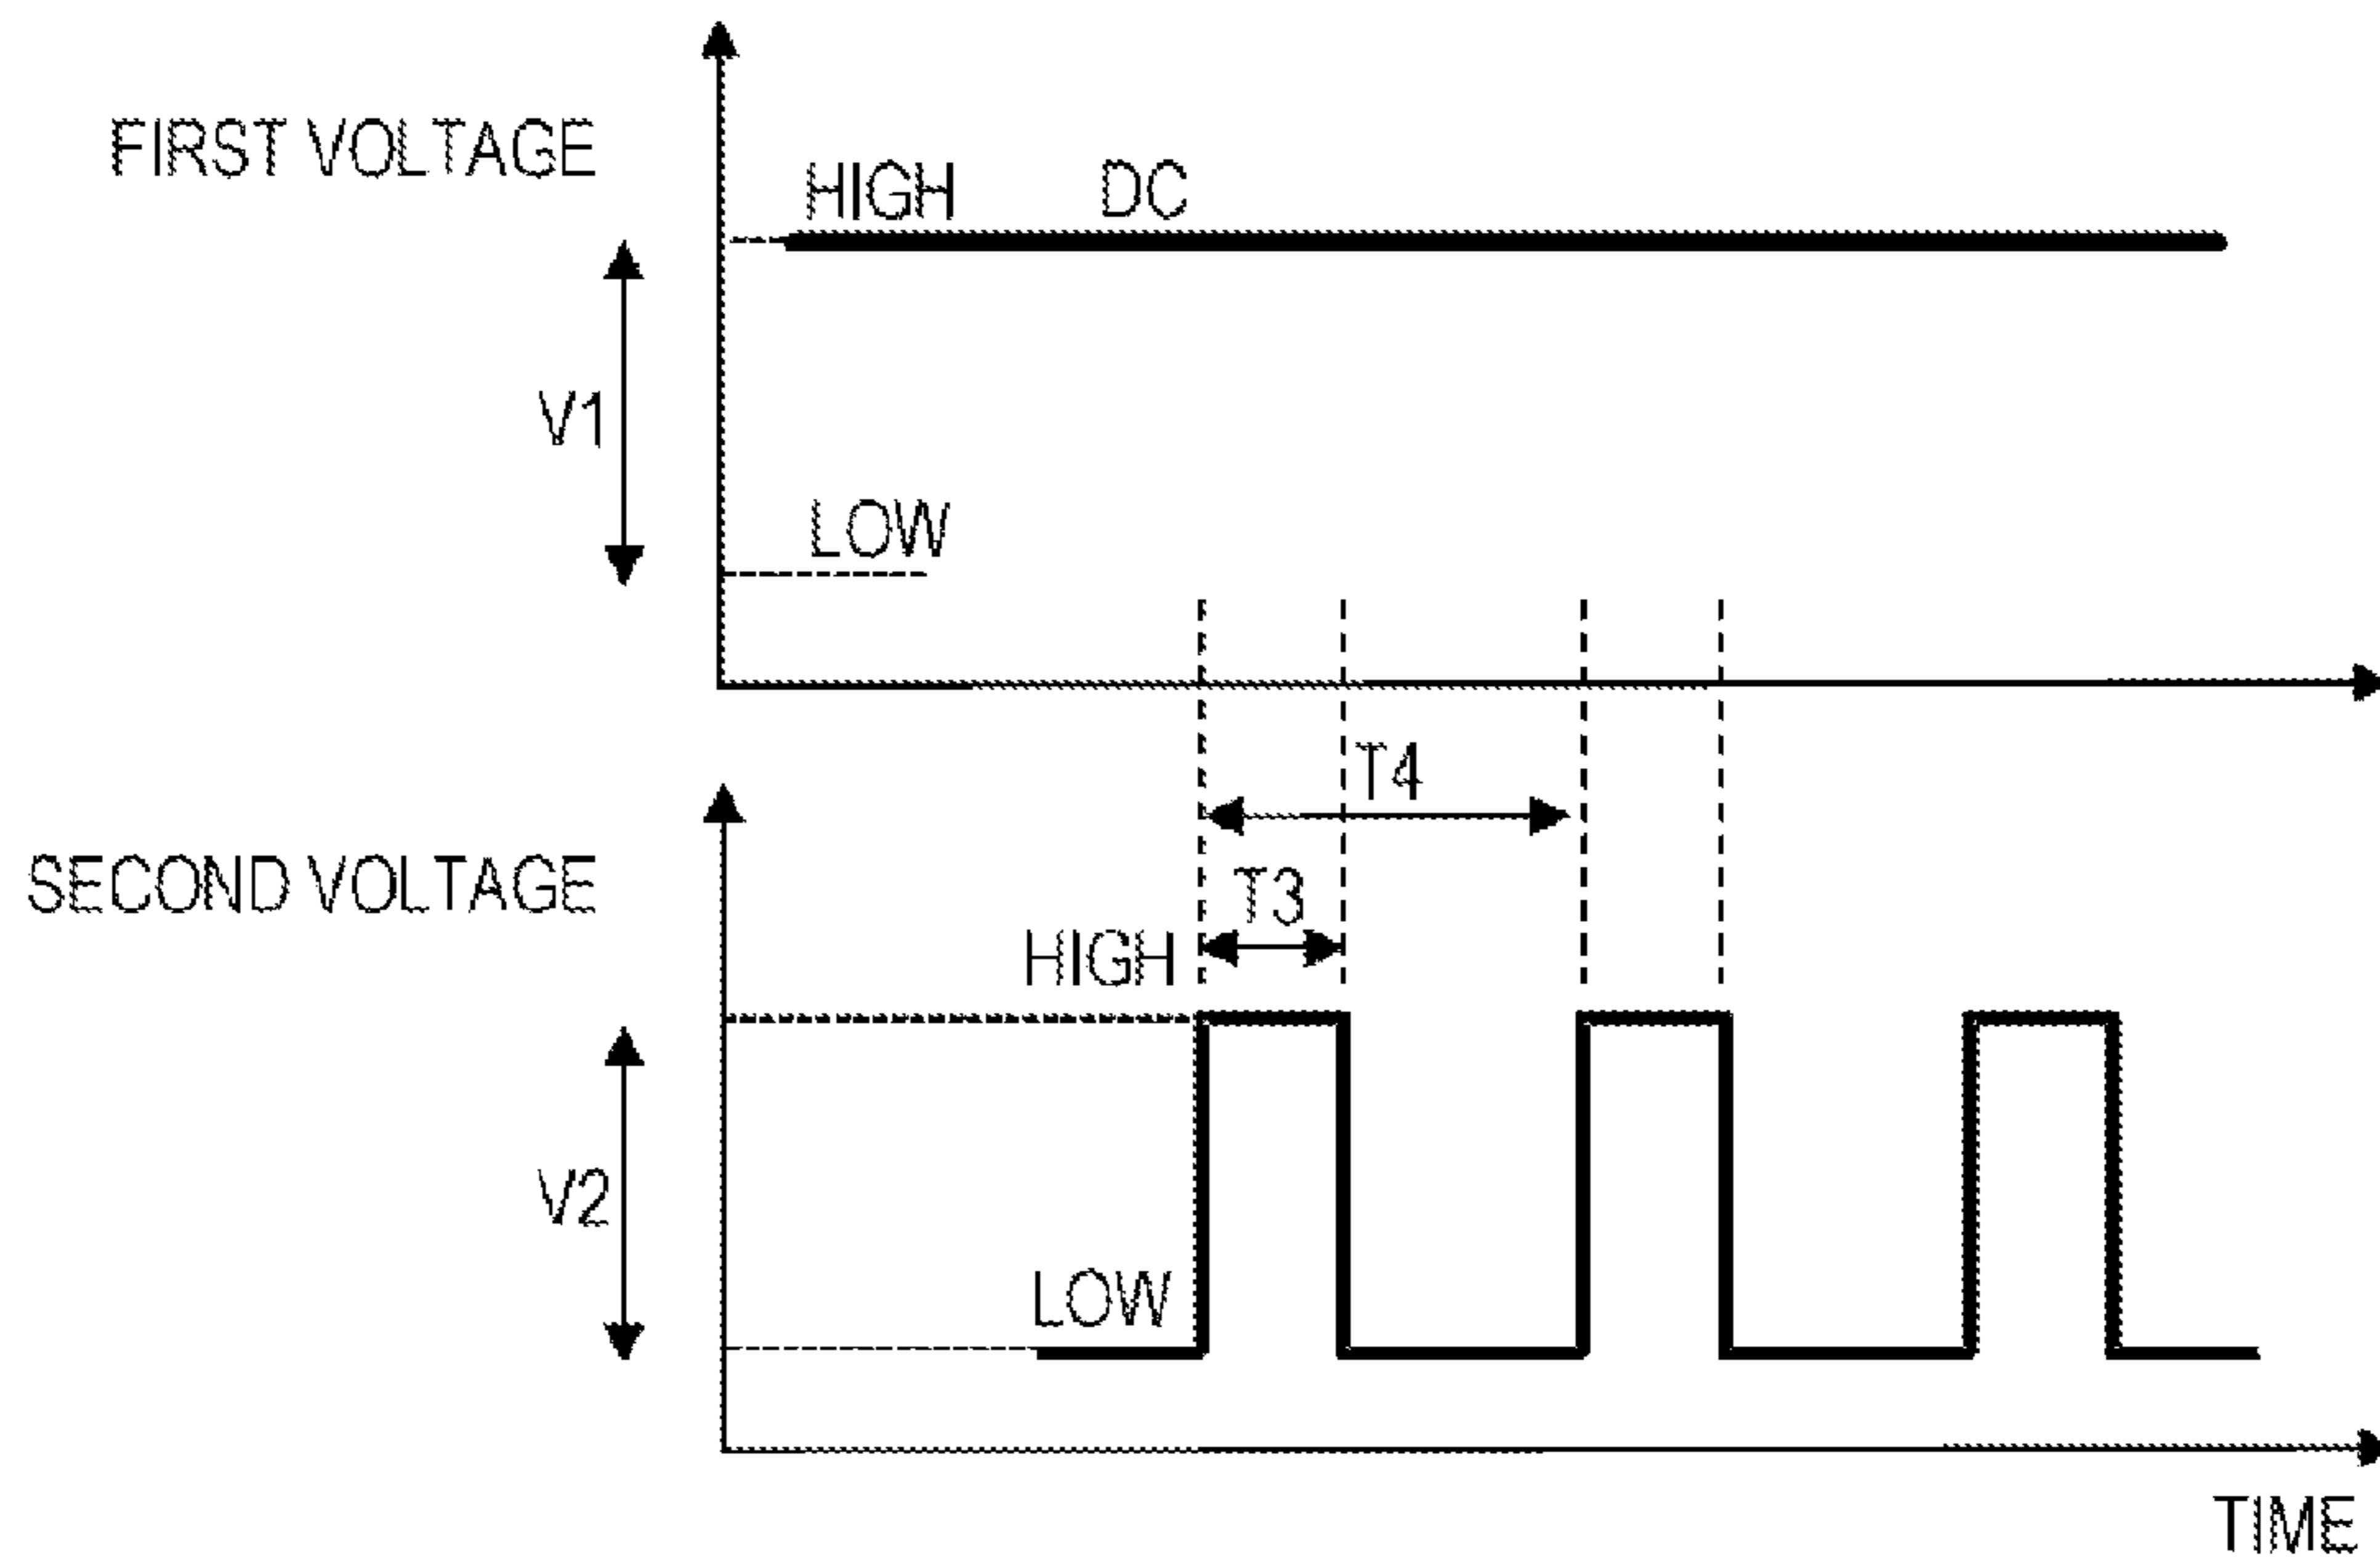 FIRST VOLTAGE
HIGH DC
V1
LOW
T4
SECOND VOLTAGE
T3
HIGH
V2
LOW
TIME